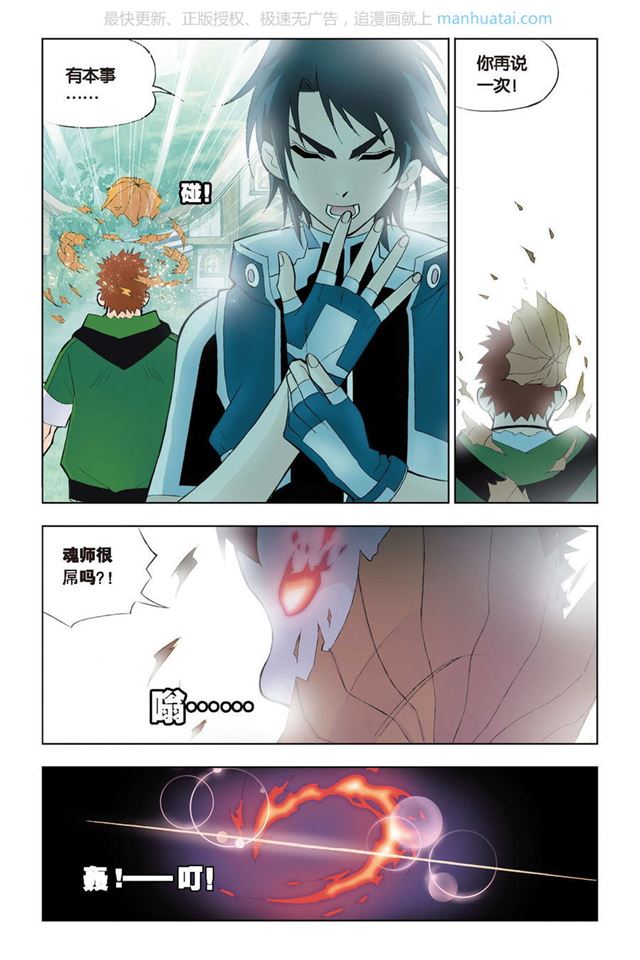 最快更新、正版授权、极速无广告，追漫画就上 manhuatai.com
有本事
……
碰！
你再说
一次！
魂师很
屌吗？！
嗡……
轰！——叮！